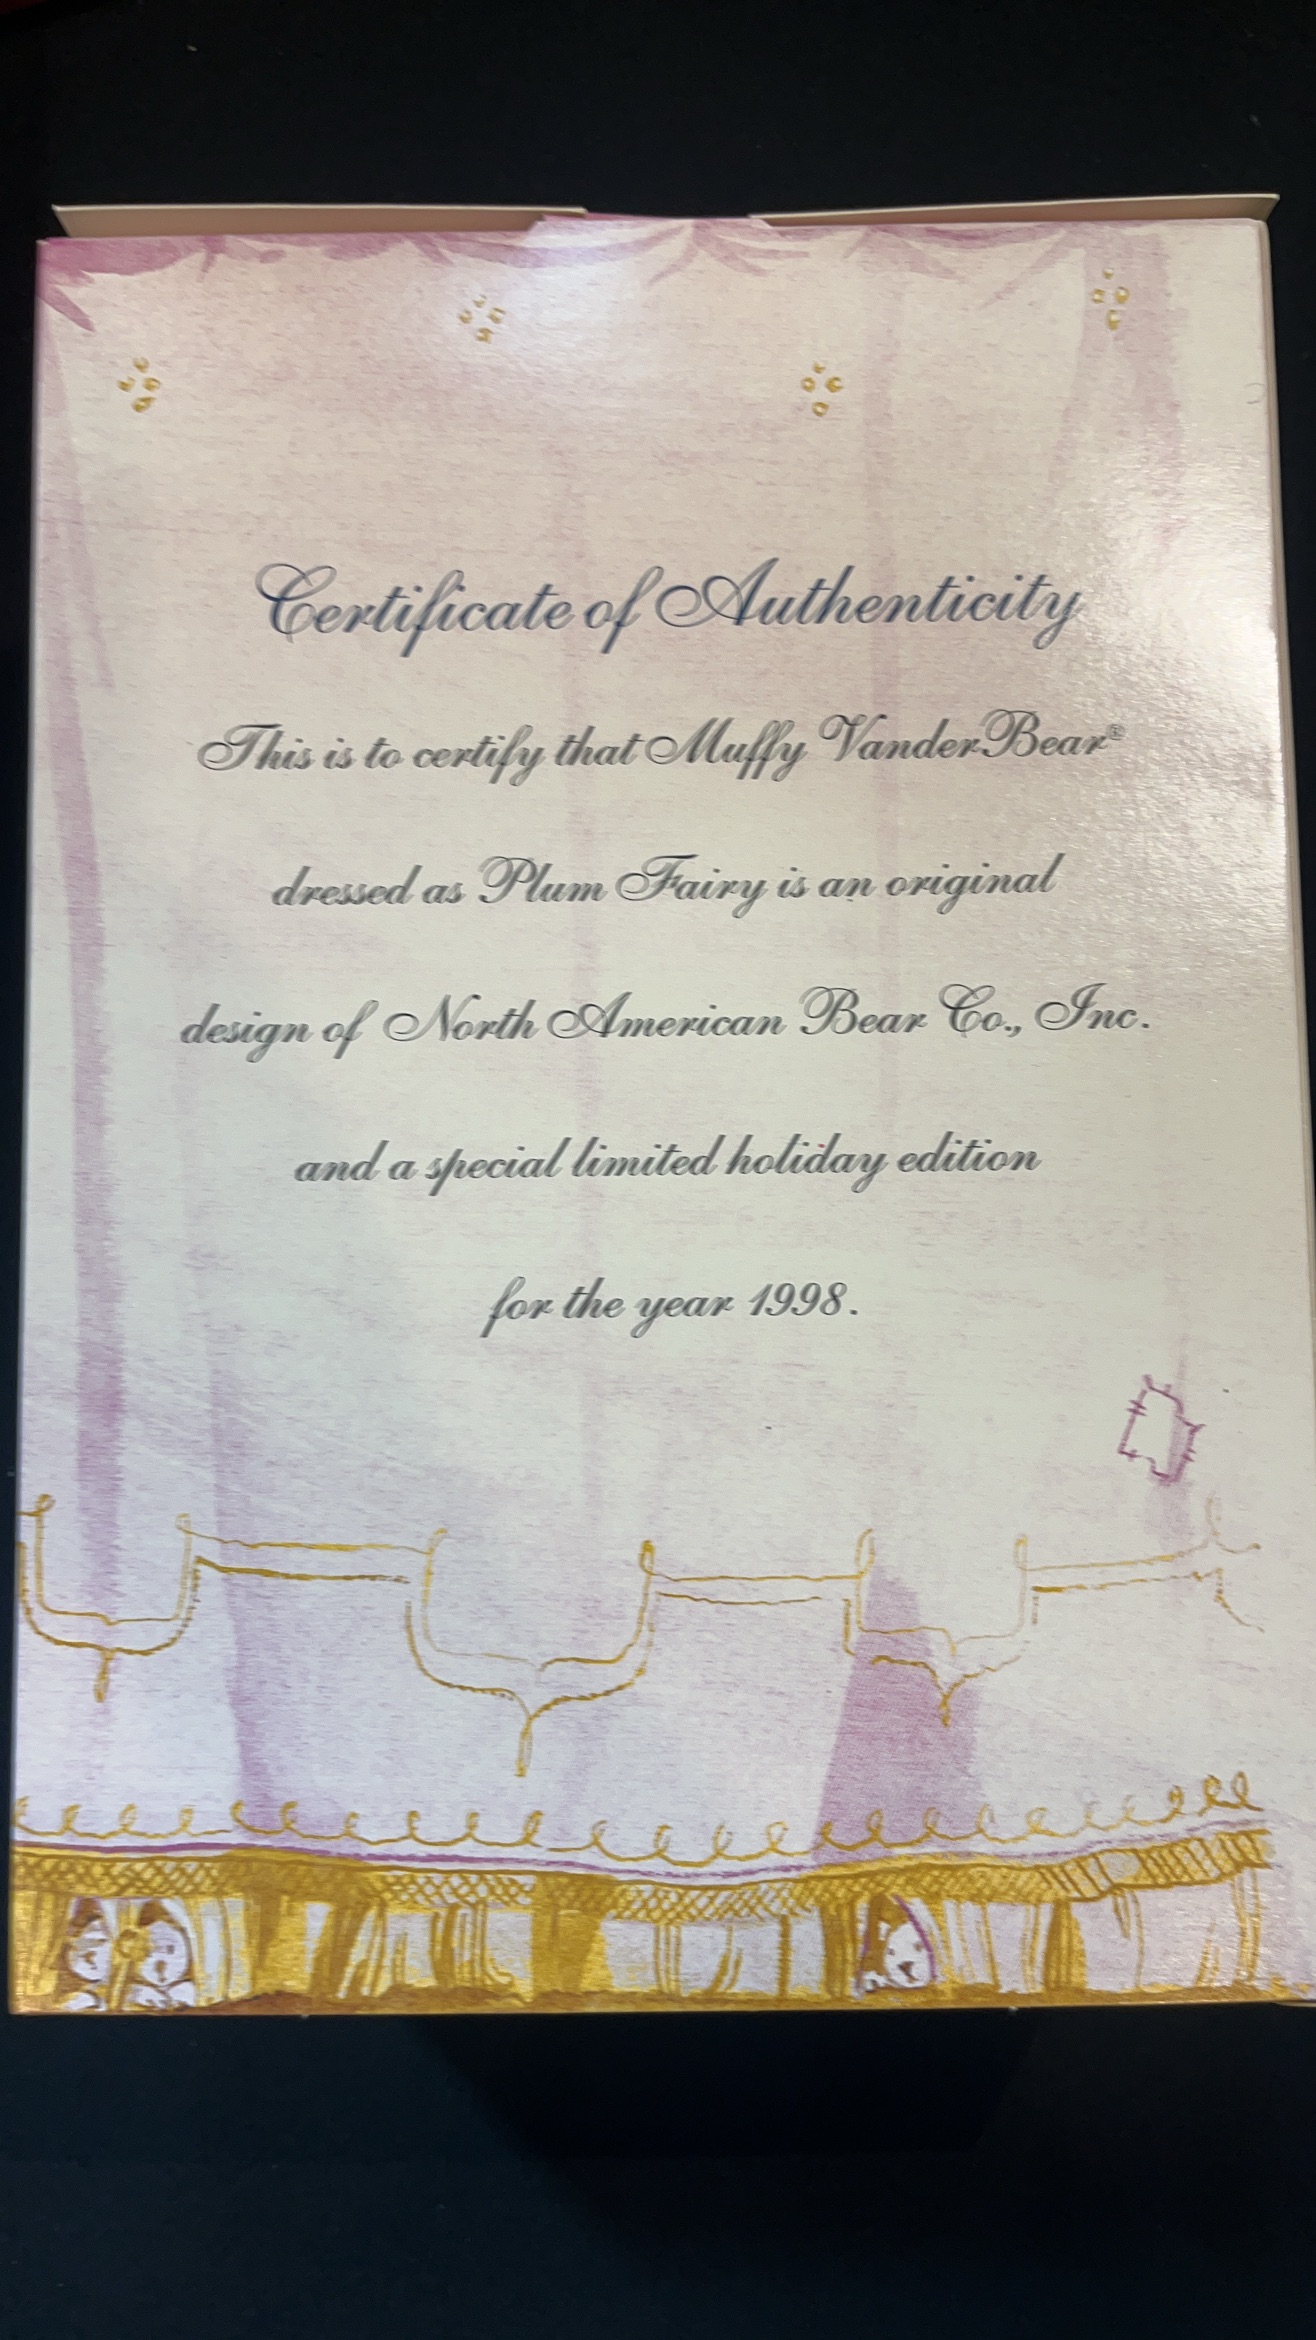 Certificate of Authenticity
This is to certify that Muffy VanderBear®
dressed as Plum Fairy is an original
design of North American Bear Co., Inc.
and a special limited holiday edition
for the year 1998.